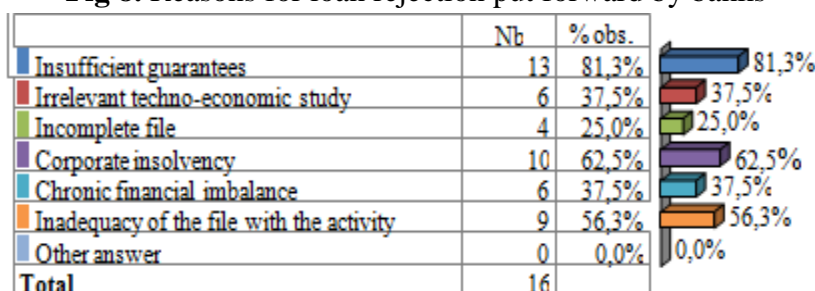 Fig 8. Reasons for loan rejection put forward by banks
Nb % obs.
Insufficient guarantees 13 81,3% 81,3%
Irrelevant techno-economic study 6 37,5% 37,5%
Incomplete file 4 25,0% 25,0%
Corporate insolvency 10 62,5% 62,5%
Chronic financial imbalance 6 37,5% 37,5%
Inadequacy of the file with the activity 9 56,3% 56,3%
Other answer 0 0,0% 0,0%
Total 16